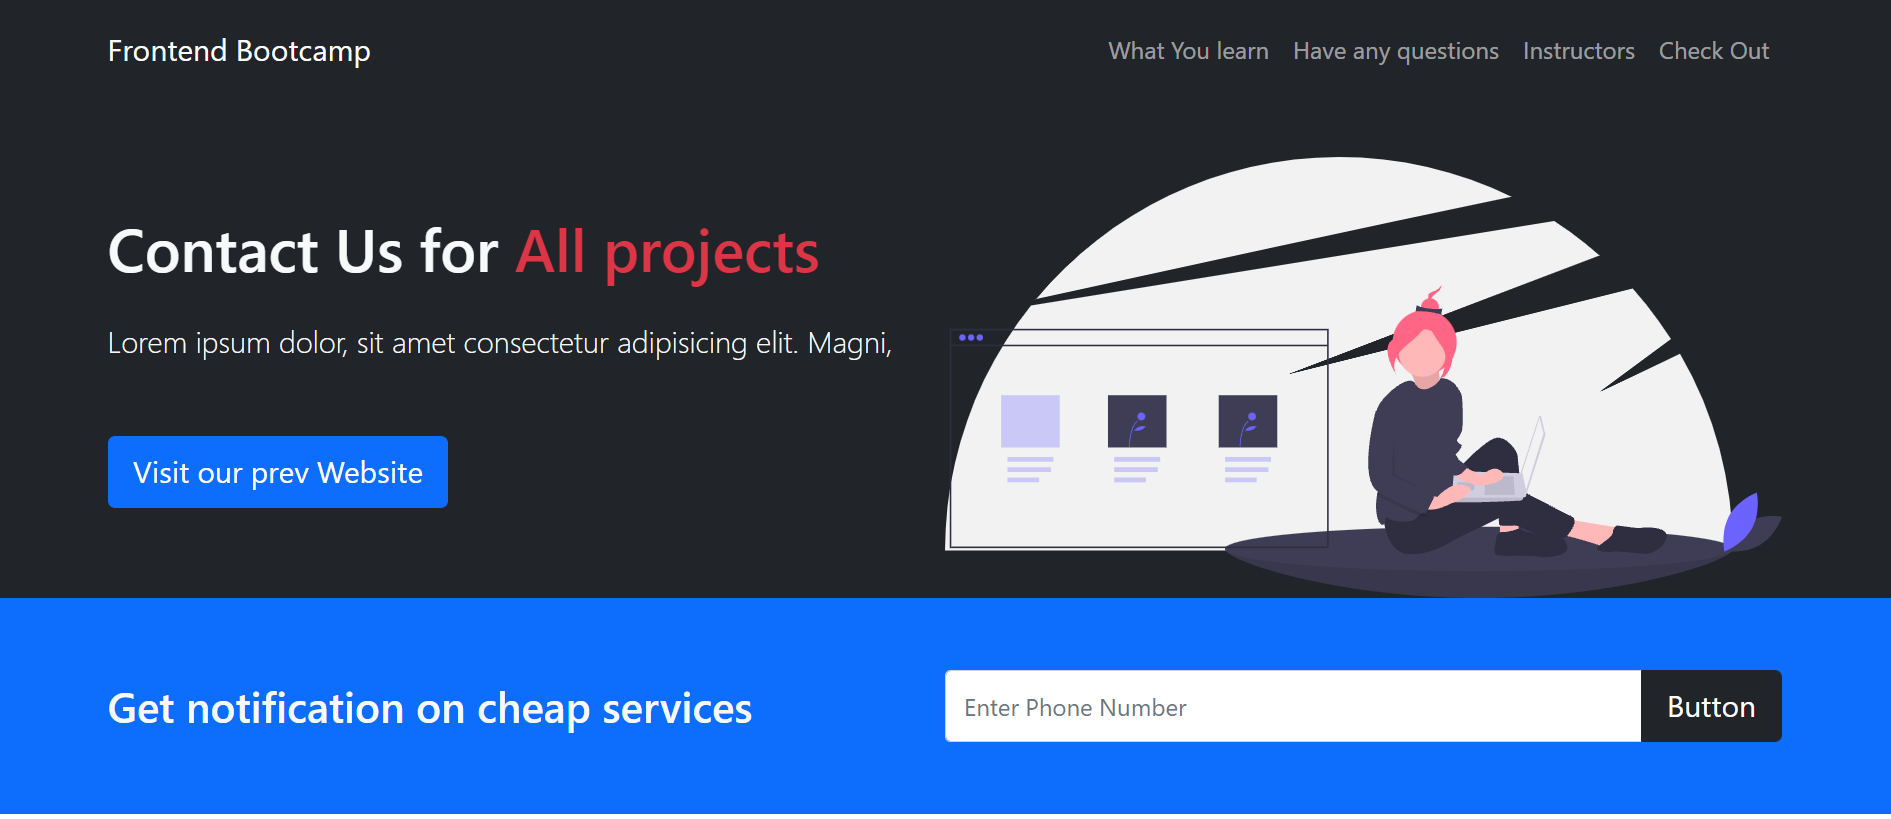 Frontend Bootcamp
What You learn Have any questions Instructors Check Out
Contact Us for All projects
Lorem ipsum dolor, sit amet consectetur adipisicing elit. Magni,
Visit our prev Website
Get notification on cheap services
Enter Phone Number
Button